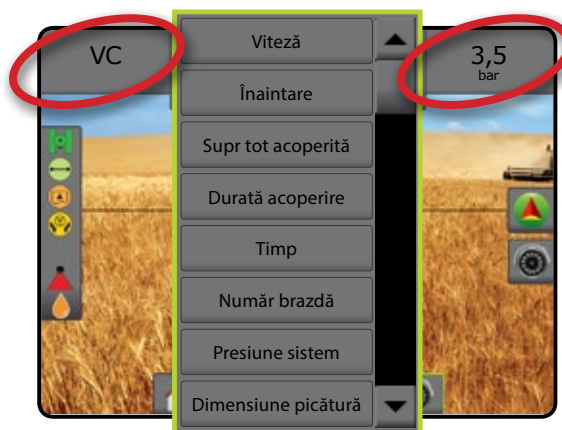 VC
Viteză
Înaintare
Supr tot acoperită
Durată acoperire
Timp
Număr brazdă
Presiune sistem
Dimensiune picătură
3,5
bar